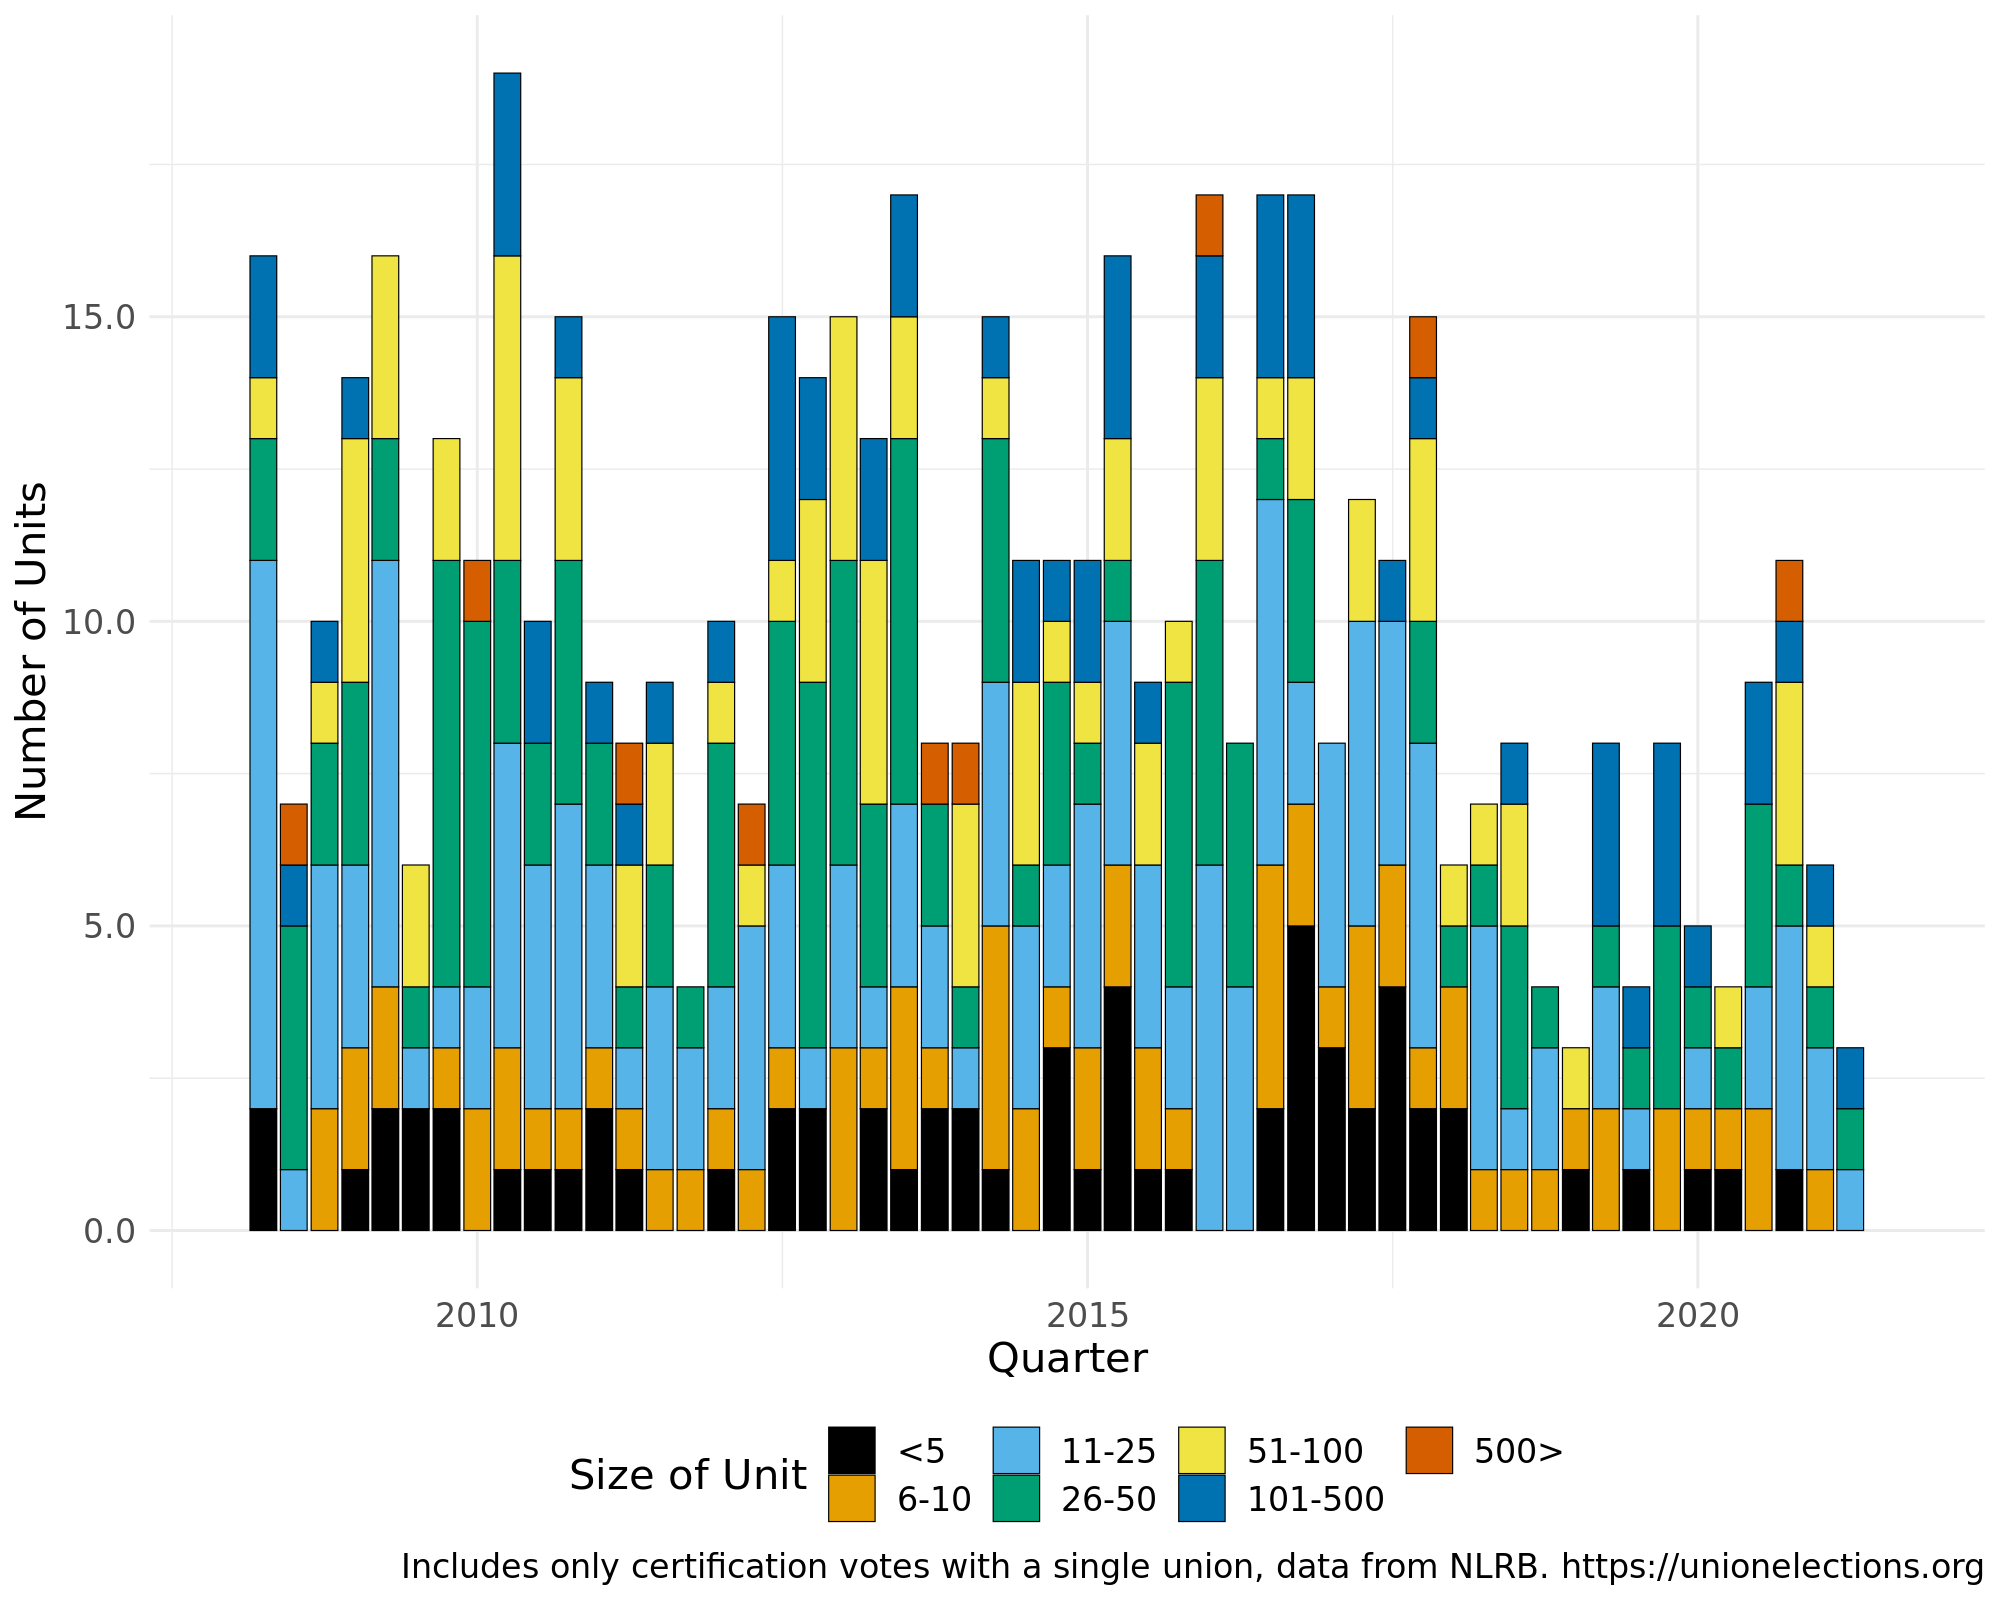 Number of Units
15.0
10.0
5.0
0.0
2010 2015 2020
Quarter
Size of Unit
<5 11-25 51-100 500>
6-10 26-50 101-500
Includes only certification votes with a single union, data from NLRB. https://unionelections.org